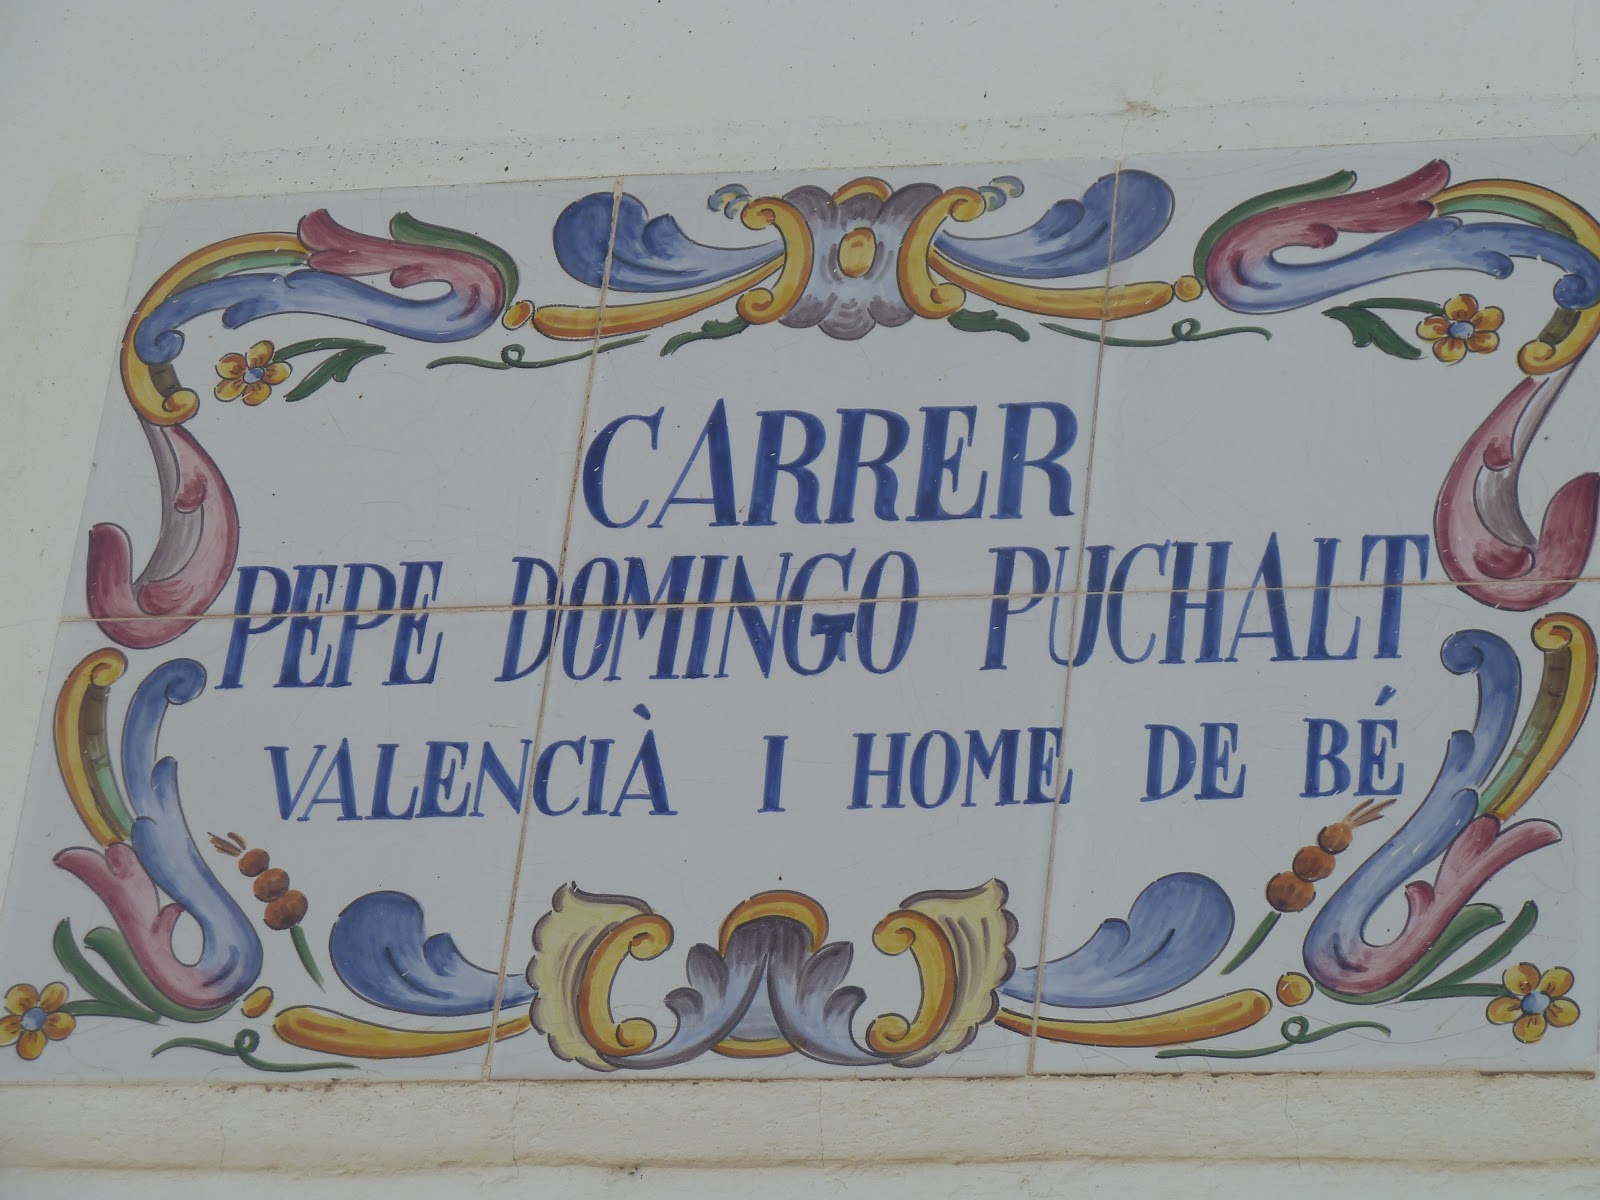 CARRER
PEPE DOMINGO PUCHALT
VALENCIÀ I HOME DE BÉ